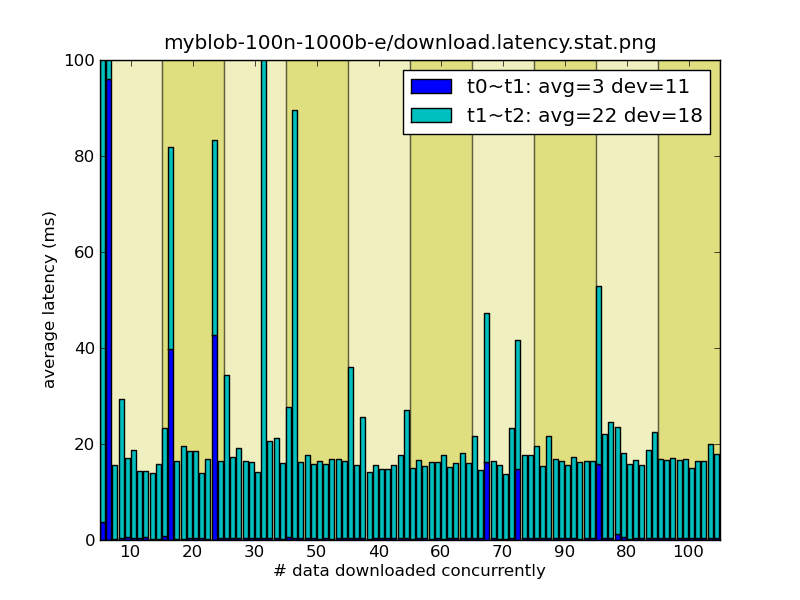 myblob-100n-1000b-e/download.latency.stat.png
100
80
60
40
20
0
average latency (ms)
t0~t1: avg=3 dev=11
t1~t2: avg=22 dev=18
10 20 30 50 40 60 70 90 80 100
# data downloaded concurrently